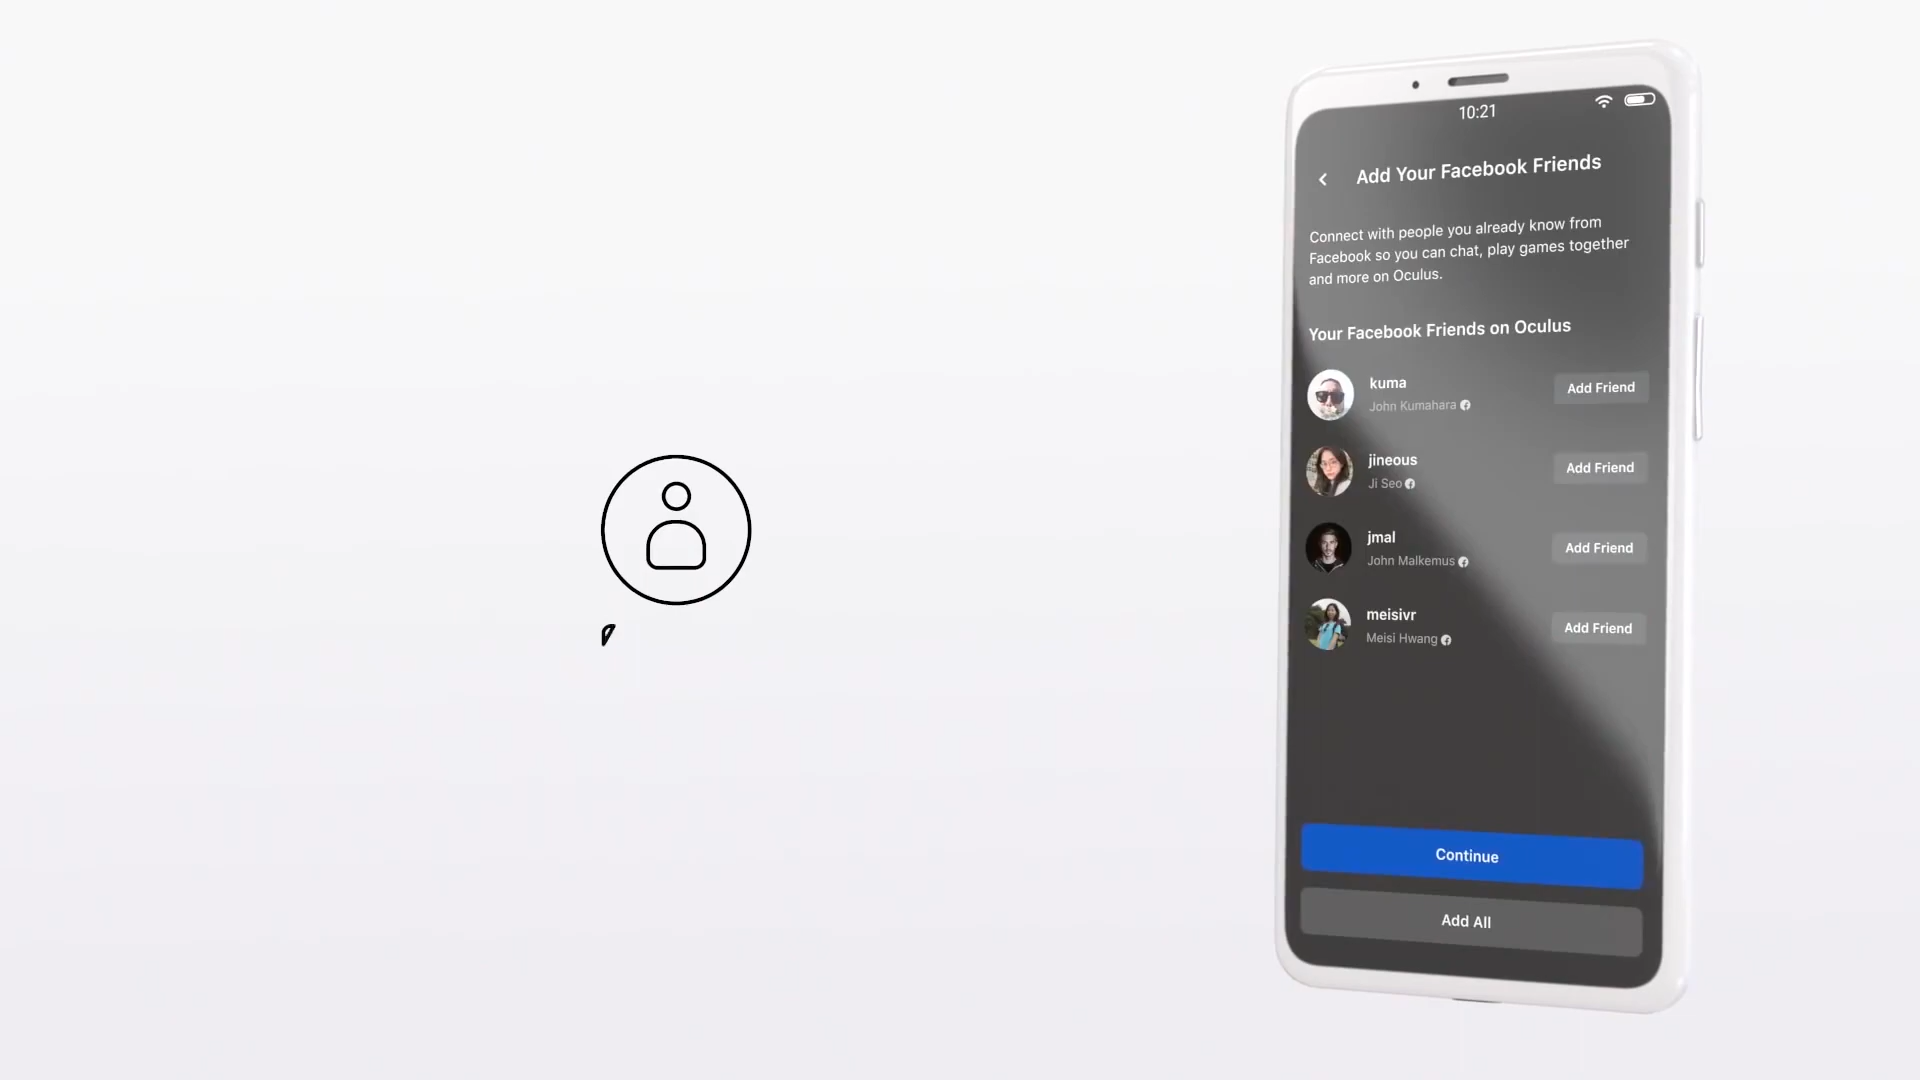 10:21
Add Your Facebook Friends
Connect with people you already know from
Facebook so you can chat, play games together
and more on Oculus.
Your Facebook Friends on Oculus
kuma
John Kumahara
Add Friend
jineous
Ji Seo
Add Friend
jmal
John Malkemus
Add Friend
meisivr
Meisi Hwang
Add Friend
Continue
Add All